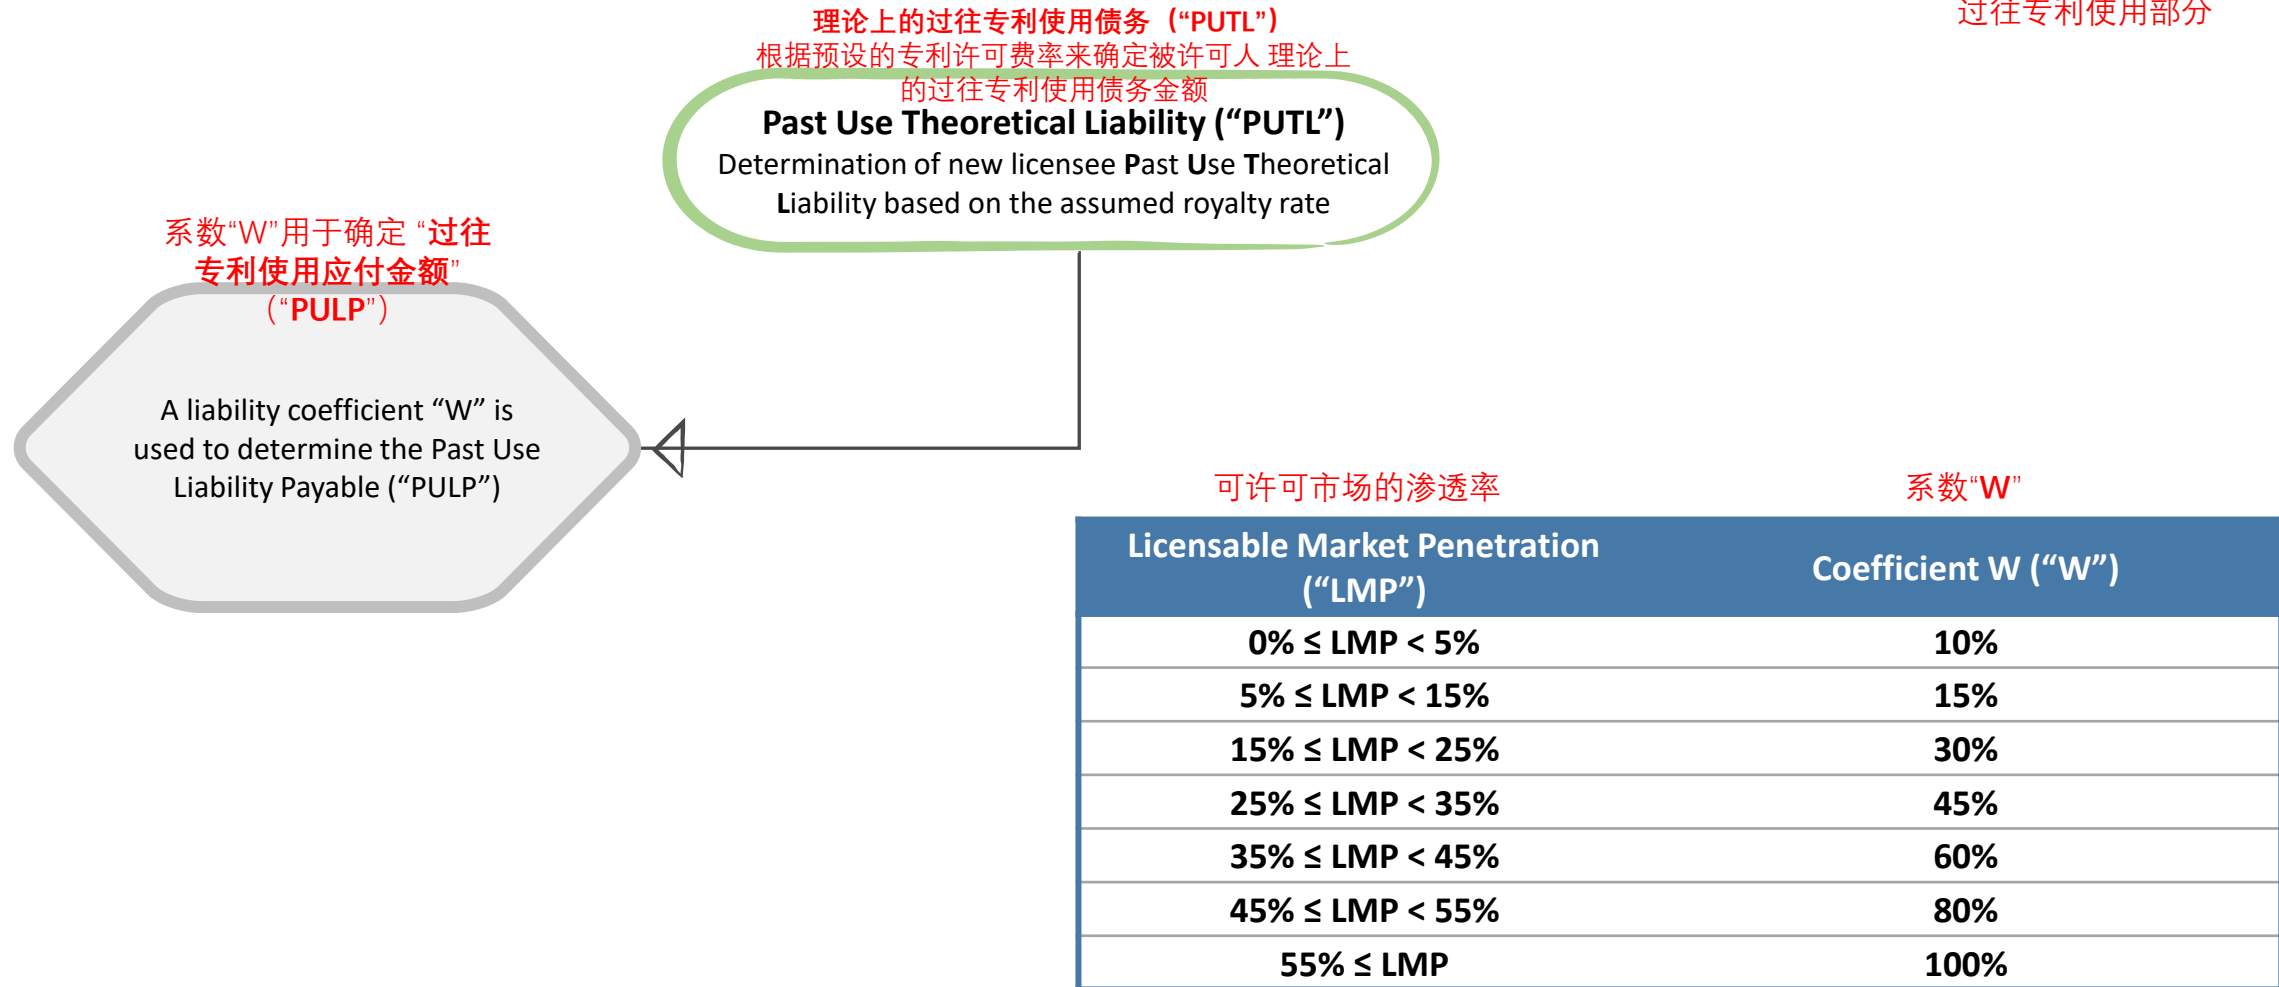 过往专利使用部分
理论上的过往专利使用债务（“PUTL”）
根据预设的专利许可费率来确定被许可人 理论上
的过往专利使用债务金额
Past Use Theoretical Liability (“PUTL”)
Determination of new licensee Past Use Theoretical
Liability based on the assumed royalty rate
系数“W”用于确定 “过往
专利使用应付金额”
（“PULP”）
A liability coefficient “W” is
used to determine the Past Use
Liability Payable (“PULP”)
可许可市场的渗透率 系数“W”
Licensable Market Penetration
(“LMP”) Coefficient W (“W”)
0% ≤ LMP < 5% 10%
5% ≤ LMP < 15% 15%
15% ≤ LMP < 25% 30%
25% ≤ LMP < 35% 45%
35% ≤ LMP < 45% 60%
45% ≤ LMP < 55% 80%
55% ≤ LMP 100%